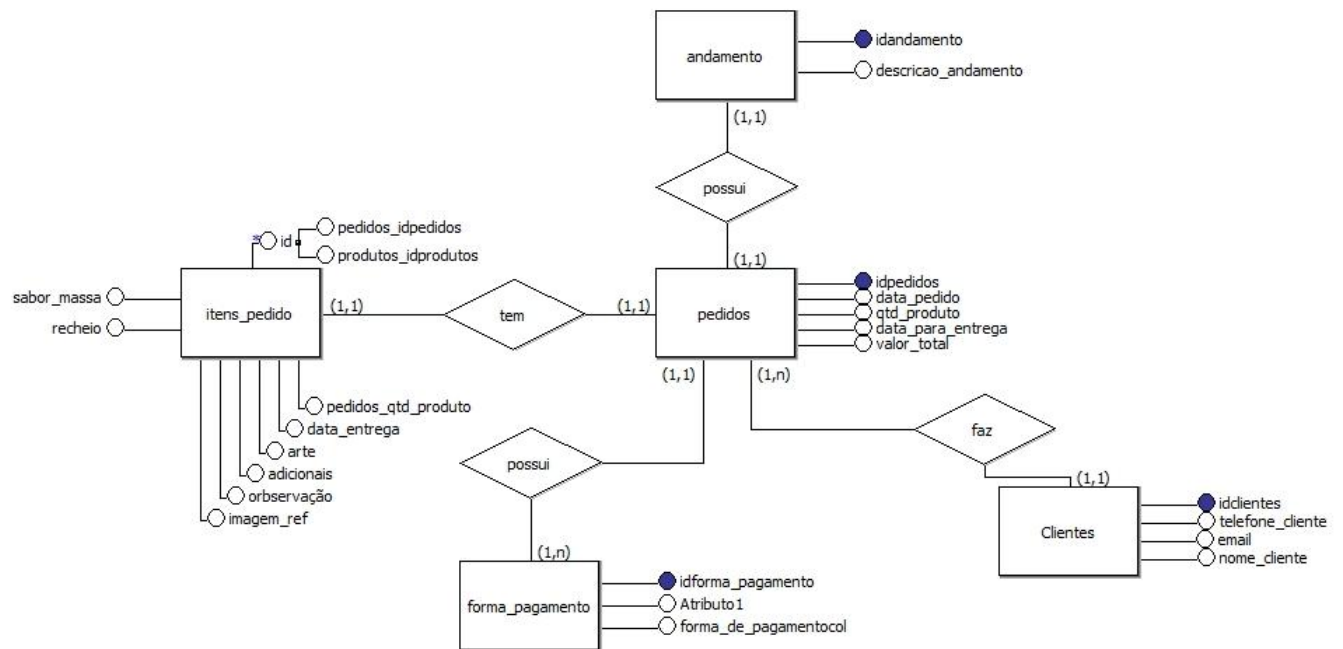 andamento
idandamento
descricao_andamento
(1,1)
possui
(1,1)
* id
pedidos_idpedidos
produtos_idprodutos
sabor_massa
recheio
itens_pedido
(1,1)
tem
(1,1)
pedidos
idpedidos
data_pedido
qtd_produto
data_para_entrega
valor_total
(1,1)
(1,n)
pedidos_qtd_produto
data_entrega
arte
adicionais
orbservação
imagem_ref
possui
faz
(1,1)
Clientes
idclientes
telefone_cliente
email
nome_cliente
(1,n)
forma_pagamento
idforma_pagamento
Atributo1
forma_de_pagamentocol